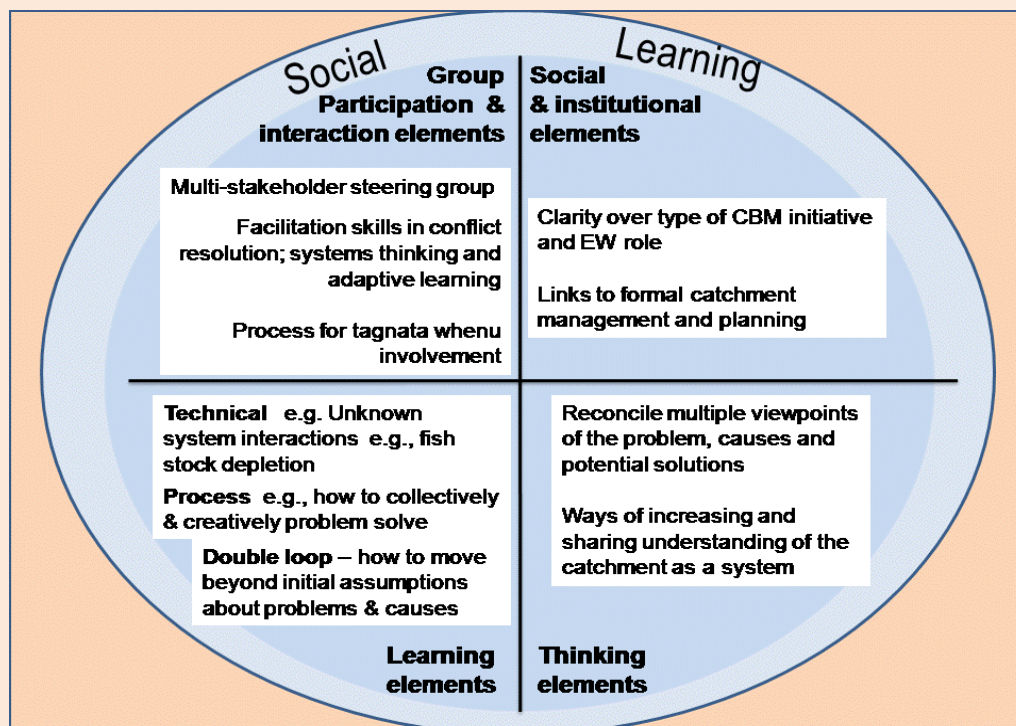 Social Learning
Group
Participation &
interaction elements
Multi-stakeholder steering group
Facilitation skills in conflict
resolution; systems thinking and
adaptive learning
Process for tagnata whenu
involvement
Social
& institutional
elements
Clarity over type of CBM initiative
and EW role
Links to formal catchment
management and planning
Technical e.g. Unknown
system interactions e.g., fish
stock depletion
Process e.g., how to collectively
& creatively problem solve
Double loop – how to move
beyond initial assumptions
about problems & causes
Learning
elements
Reconcile multiple viewpoints
of the problem, causes and
potential solutions
Ways of increasing and
sharing understanding of the
catchment as a system
Thinking
elements